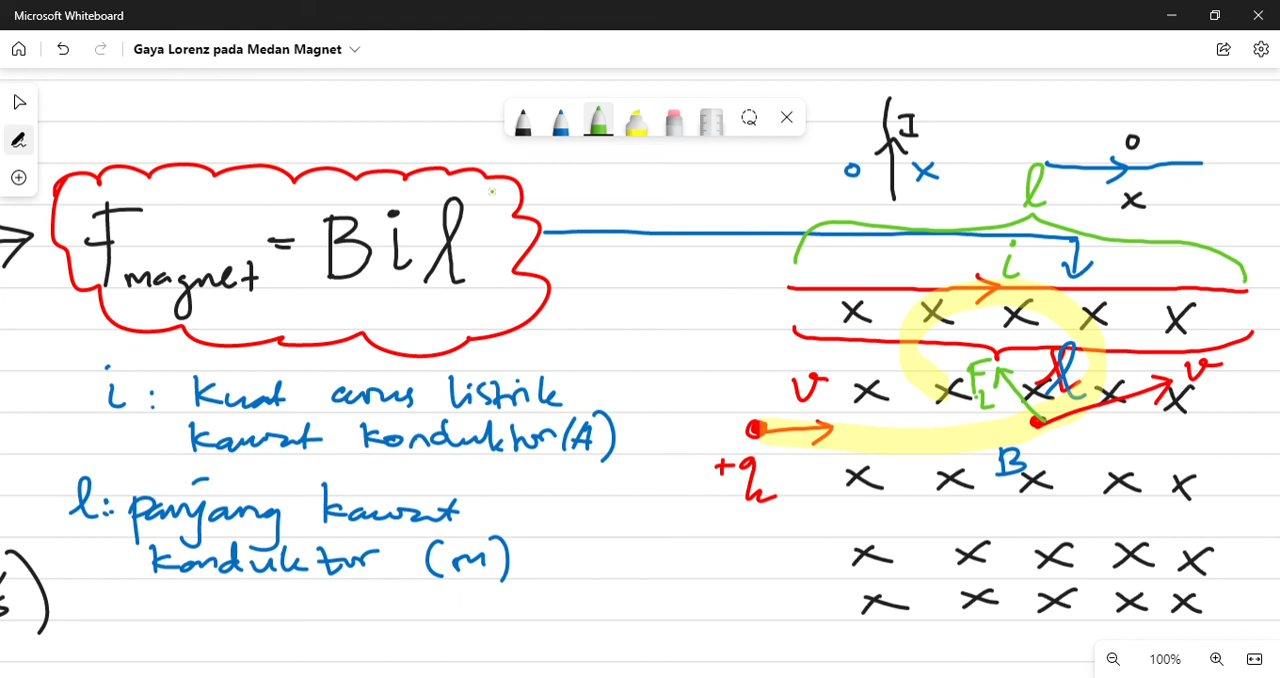 Microsoft Whiteboard
Gaya Lorenz pada Medan Magnet
I
o x
o
x
l
F magnet = B i l
i
x x x x x
i : Kuat arus listrik
kawat konduktor (A)
l
F L
v
v
x x x x x
+q
B
x x x x x
l : panjang kawat
konduktor (m)
x x x x x
x x x x x
)
100%